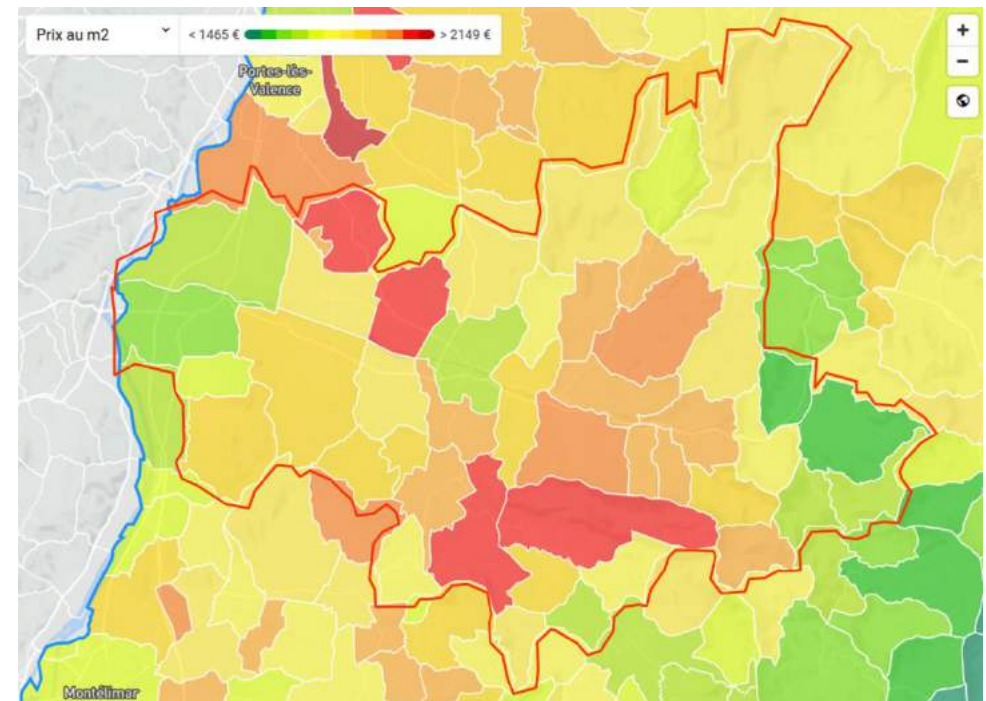 Prix au m2
< 1465 €
> 2149 €
+
−
Portes-lès-
Valence
Montélimar